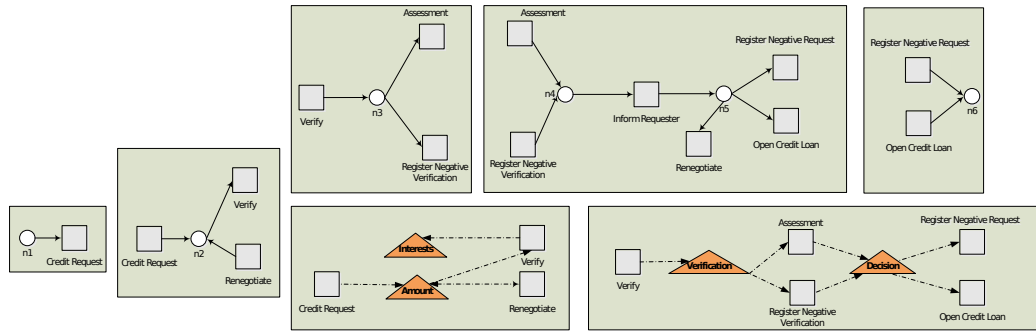 n1
Credit Request
Credit Request
n2
Verify
Renegotiate
Assessment
Verify
n3
Register Negative
Verification
Assessment
n4
Register Negative
Verification
Inform Requester
n5
Register Negative Request
Renegotiate
Open Credit Loan
Register Negative Request
n6
Open Credit Loan
Interests
Verify
Credit Request
Amount
Renegotiate
Verify
Verification
Assessment
Register Negative
Verification
Decision
Register Negative Request
Open Credit Loan